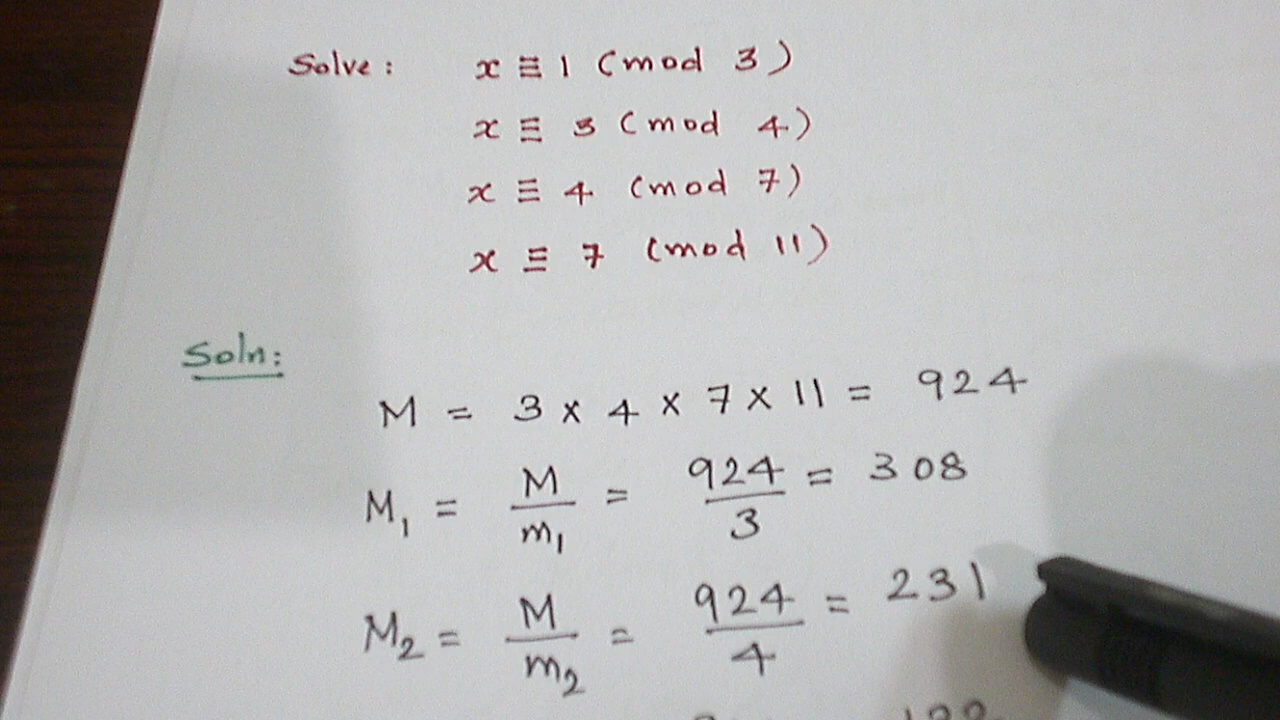 Solve : x ≡ 1 (mod 3)
x ≡ 3 (mod 4)
x ≡ 4 (mod 7)
x ≡ 7 (mod 11)
Soln:
M = 3 × 4 × 7 × 11 = 924
M₁ = M/m₁ = 924/3 = 308
M₂ = M/m₂ = 924/4 = 231